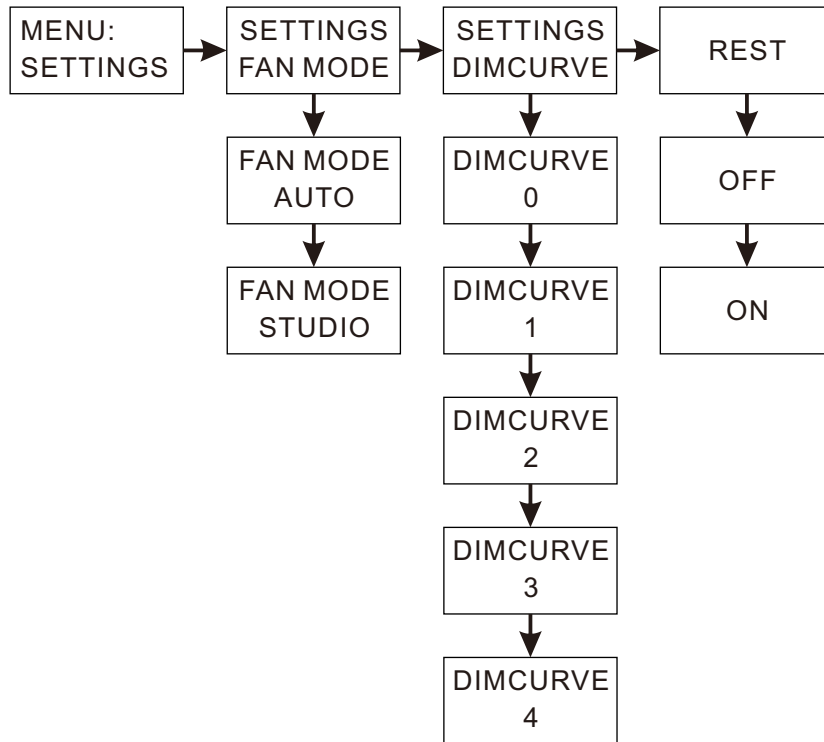 MENU:
SETTINGS
SETTINGS
FAN MODE
SETTINGS
DIMCURVE
REST
FAN MODE
AUTO
DIMCURVE
0
OFF
FAN MODE
STUDIO
DIMCURVE
1
ON
DIMCURVE
2
DIMCURVE
3
DIMCURVE
4